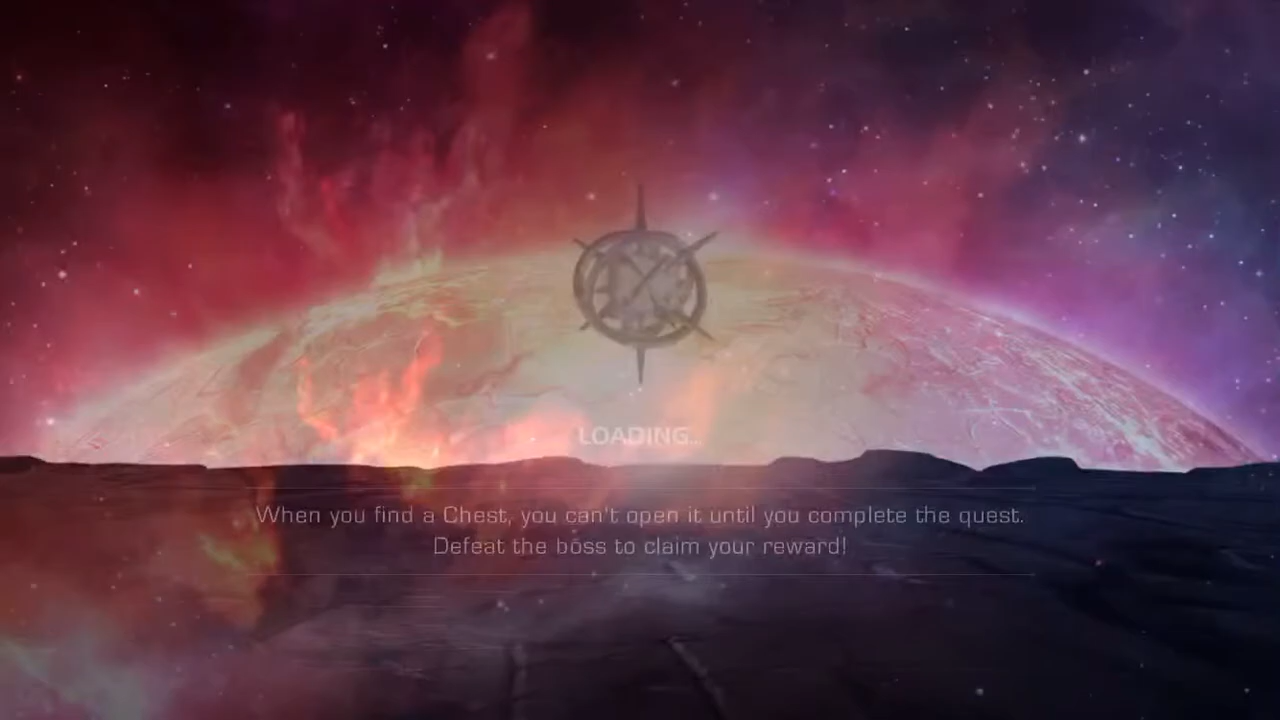 LOADING...
When you find a Chest, you can't open it until you complete the quest.
Defeat the boss to claim your reward!